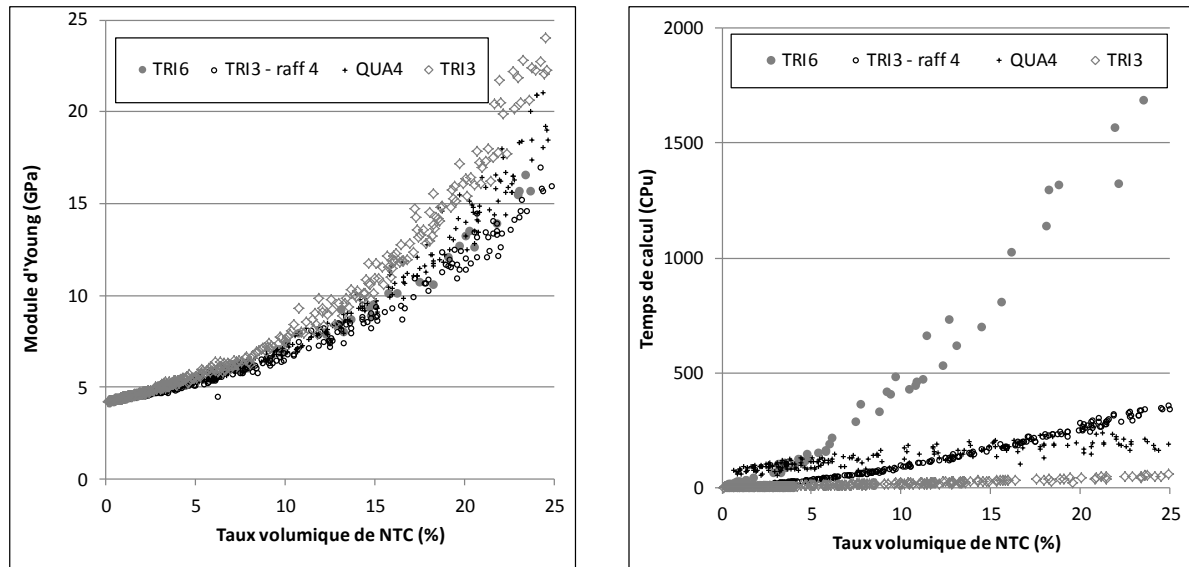 TRI6 TRI3 - raff 4 QUA4 TRI3
25
20
15
10
5
0
0 5 10 15 20 25
Module d'Young (GPa)
Taux volumique de NTC (%)
TRI6 TRI3 - raff 4 QUA4 TRI3
2000
1500
1000
500
0
0 5 10 15 20 25
Temps de calcul (CPu)
Taux volumique de NTC (%)